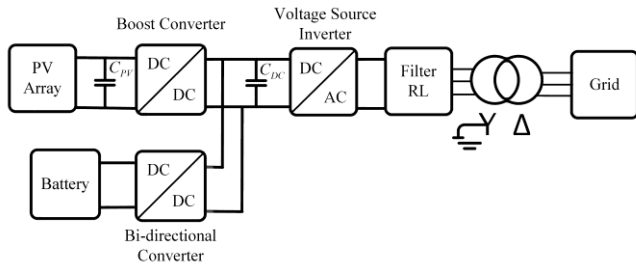 Boost Converter
Voltage Source
Inverter
PV
Array
C_PV
DC
DC
C_DC
DC
AC
Filter
RL
Y
Δ
Grid
Battery
DC
DC
Bi-directional
Converter